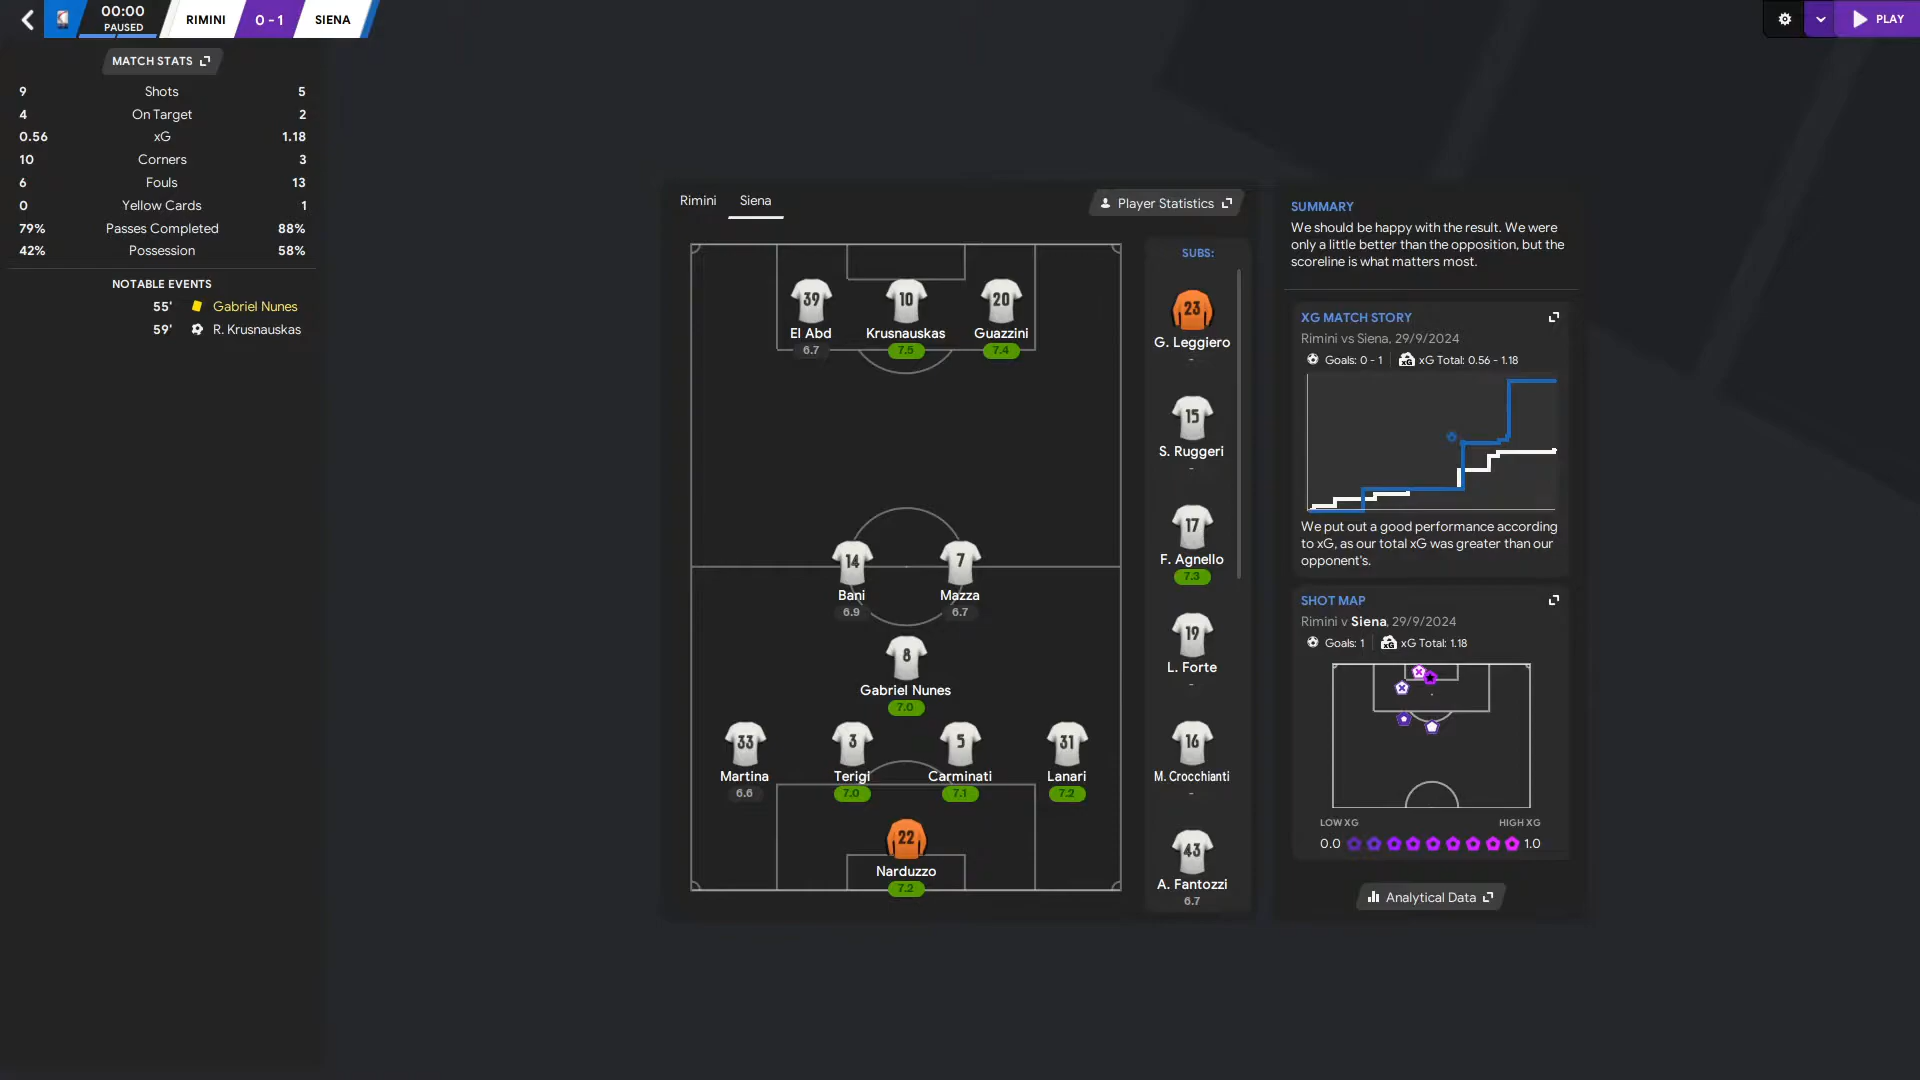 00:00
PAUSED
RIMINI
0 - 1
SIENA
PLAY
MATCH STATS
9 Shots 5
4 On Target 2
0.56 xG 1.18
10 Corners 3
6 Fouls 13
0 Yellow Cards 1
79% Passes Completed 88%
42% Possession 58%
NOTABLE EVENTS
55' Gabriel Nunes
59' R. Krusnauskas
Rimini Siena
Player Statistics
39 10 20
El Abd Krusnauskas Guazzini
6.7 7.5 7.4
14 7
Bani Mazza
6.9 6.7
8
Gabriel Nunes
7.0
33 3 5 31
Martina Terigi Carminati Lanari
6.6 7.0 7.1 7.2
22
Narduzzo
7.2
SUBS:
23
G. Leggiero
-
15
S. Ruggeri
-
17
F. Agnello
7.3
19
L. Forte
-
16
M. Crocchianti
-
43
A. Fantozzi
6.7
SUMMARY
We should be happy with the result. We were
only a little better than the opposition, but the
scoreline is what matters most.
XG MATCH STORY
Rimini vs Siena, 29/9/2024
Goals: 0 - 1 xG xG Total: 0.56 - 1.18
We put out a good performance according
to xG, as our total xG was greater than our
opponent's.
SHOT MAP
Rimini v Siena, 29/9/2024
Goals: 1 xG xG Total: 1.18
LOW XG HIGH XG
0.0 1.0
Analytical Data